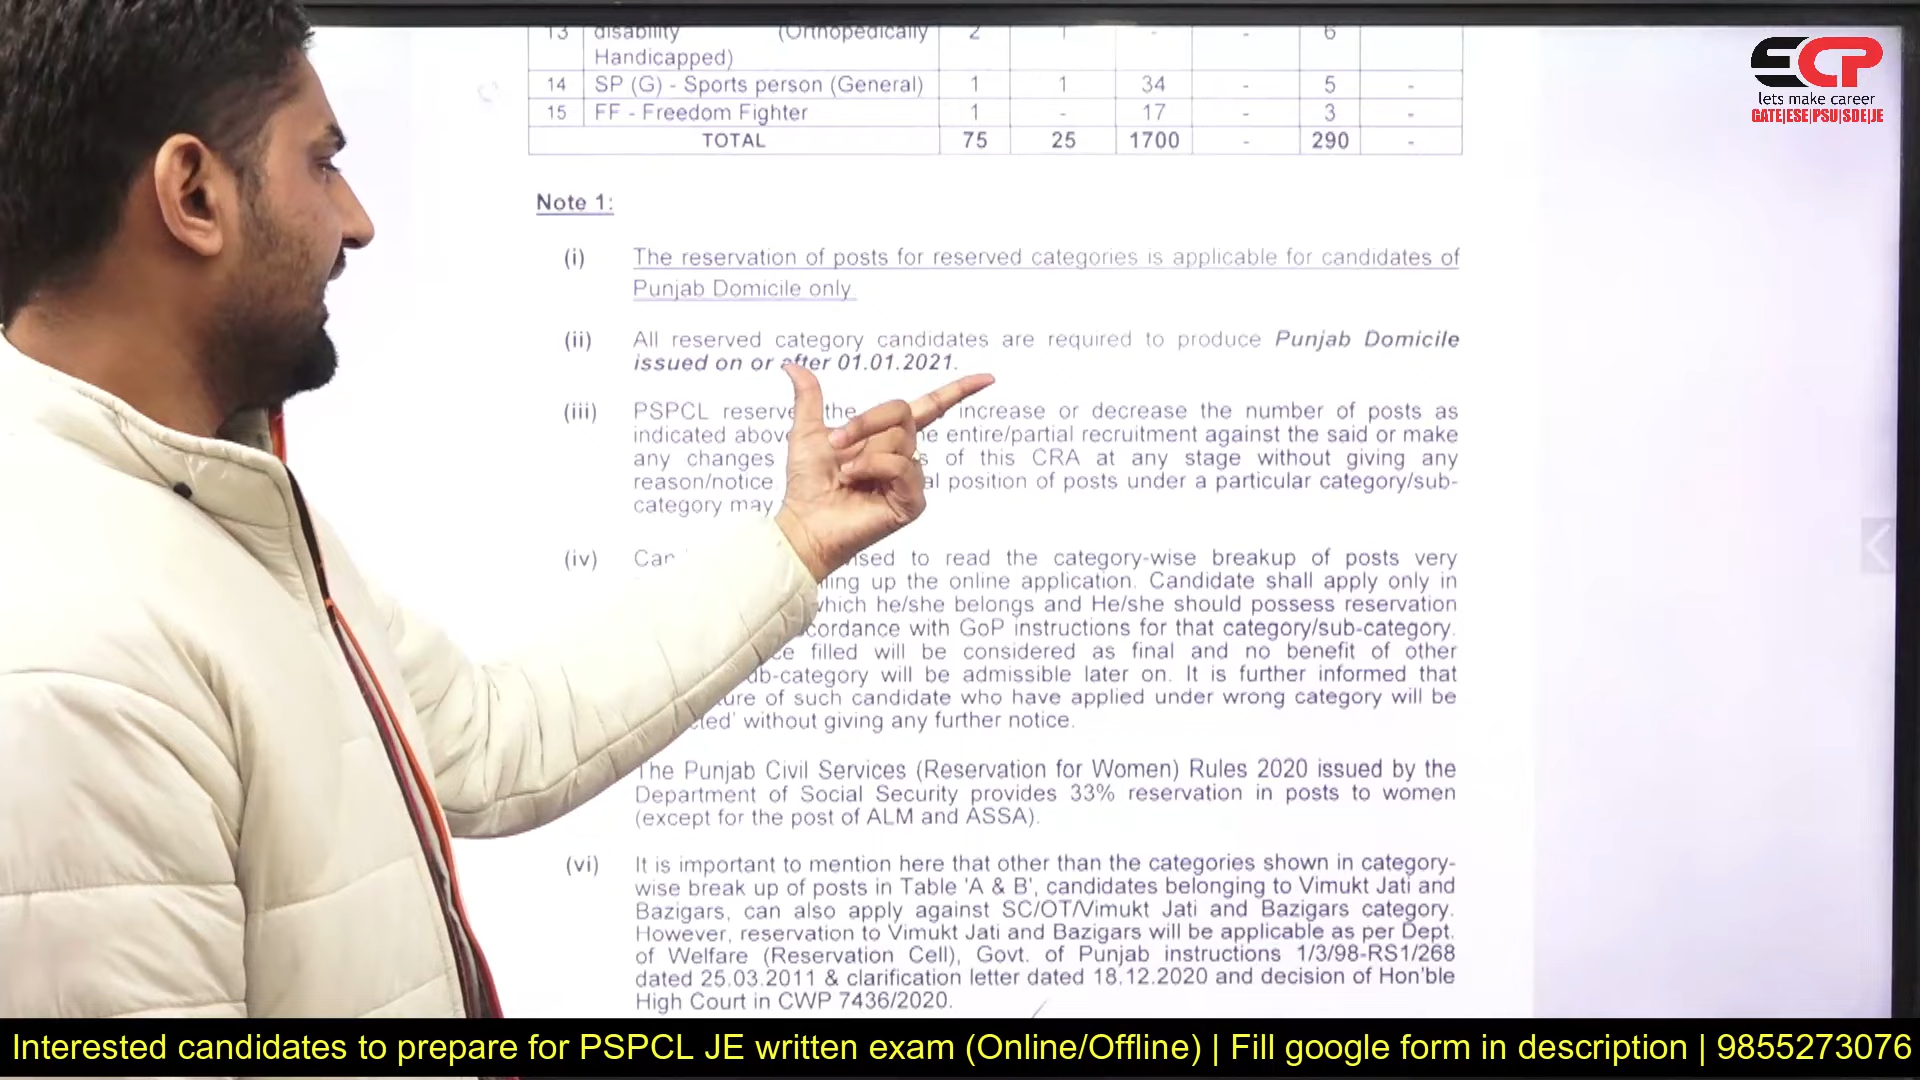 13 disability (Orthopedically 2 1 - - 6
Handicapped)
14 SP (G) - Sports person (General) 1 1 34 - 5 -
15 FF - Freedom Fighter 1 - 17 - 3 -
TOTAL 75 25 1700 - 290 -
ECP
lets make career
GATE|ESE|PSU|SDE|JE
Note 1:
(i) The reservation of posts for reserved categories is applicable for candidates of
Punjab Domicile only.
(ii) All reserved category candidates are required to produce Punjab Domicile
issued on or after 01.01.2021.
(iii) PSPCL the increase or decrease the number of posts as
indicated entire/partial recruitment against the said or make
any changes of this CRA at any stage without giving any
reason/notice position of posts under a particular category/sub-
category may
(iv) to read the category-wise breakup of posts very
up the online application. Candidate shall apply only in
which he/she belongs and He/she should possess reservation
with GoP instructions for that category/sub-category.
filled will be considered as final and no benefit of other
will be admissible later on. It is further informed that
of such candidate who have applied under wrong category will be
without giving any further notice.
The Punjab Civil Services (Reservation for Women) Rules 2020 issued by the
Department of Social Security provides 33% reservation in posts to women
(except for the post of ALM and ASSA).
(vi) It is important to mention here that other than the categories shown in category-
wise break up of posts in Table 'A & B', candidates belonging to Vimukt Jati and
Bazigars, can also apply against SC/OT/Vimukt Jati and Bazigars category.
However, reservation to Vimukt Jati and Bazigars will be applicable as per Dept.
of Welfare (Reservation Cell), Govt. of Punjab instructions 1/3/98-RS1/268
dated 25.03.2011 & clarification letter dated 18.12.2020 and decision of Hon'ble
High Court in CWP 7436/2020.
Interested candidates to prepare for PSPCL JE written exam (Online/Offline) | Fill google form in description | 9855273076